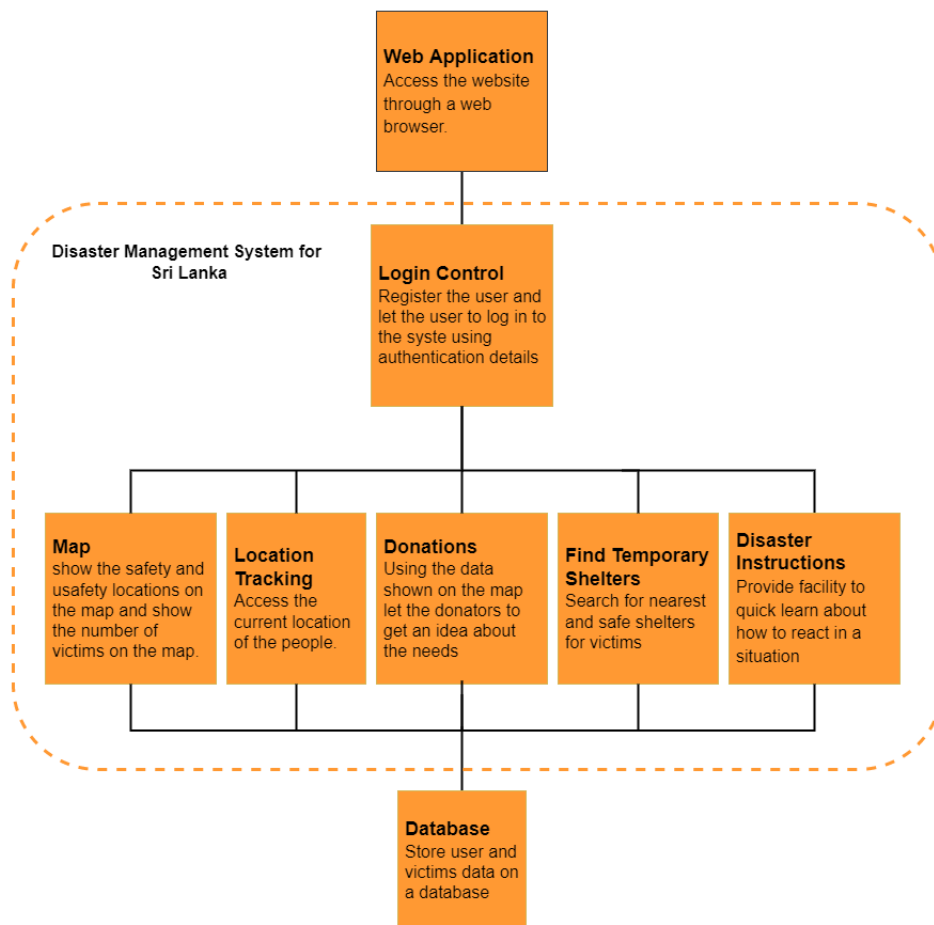 Web Application
Access the website
through a web
browser.
Disaster Management System for
Sri Lanka
Login Control
Register the user and
let the user to log in to
the syste using
authentication details
Map
show the safety and
usafety locations on
the map and show
the number of
victims on the map.
Location
Tracking
Access the
current location
of the people.
Donations
Using the data
shown on the map
let the donators to
get an idea about
the needs
Find Temporary
Shelters
Search for nearest
and safe shelters
for victims
Disaster
Instructions
Provide facility to
quick learn about
how to react in a
situation
Database
Store user and
victims data on
a database